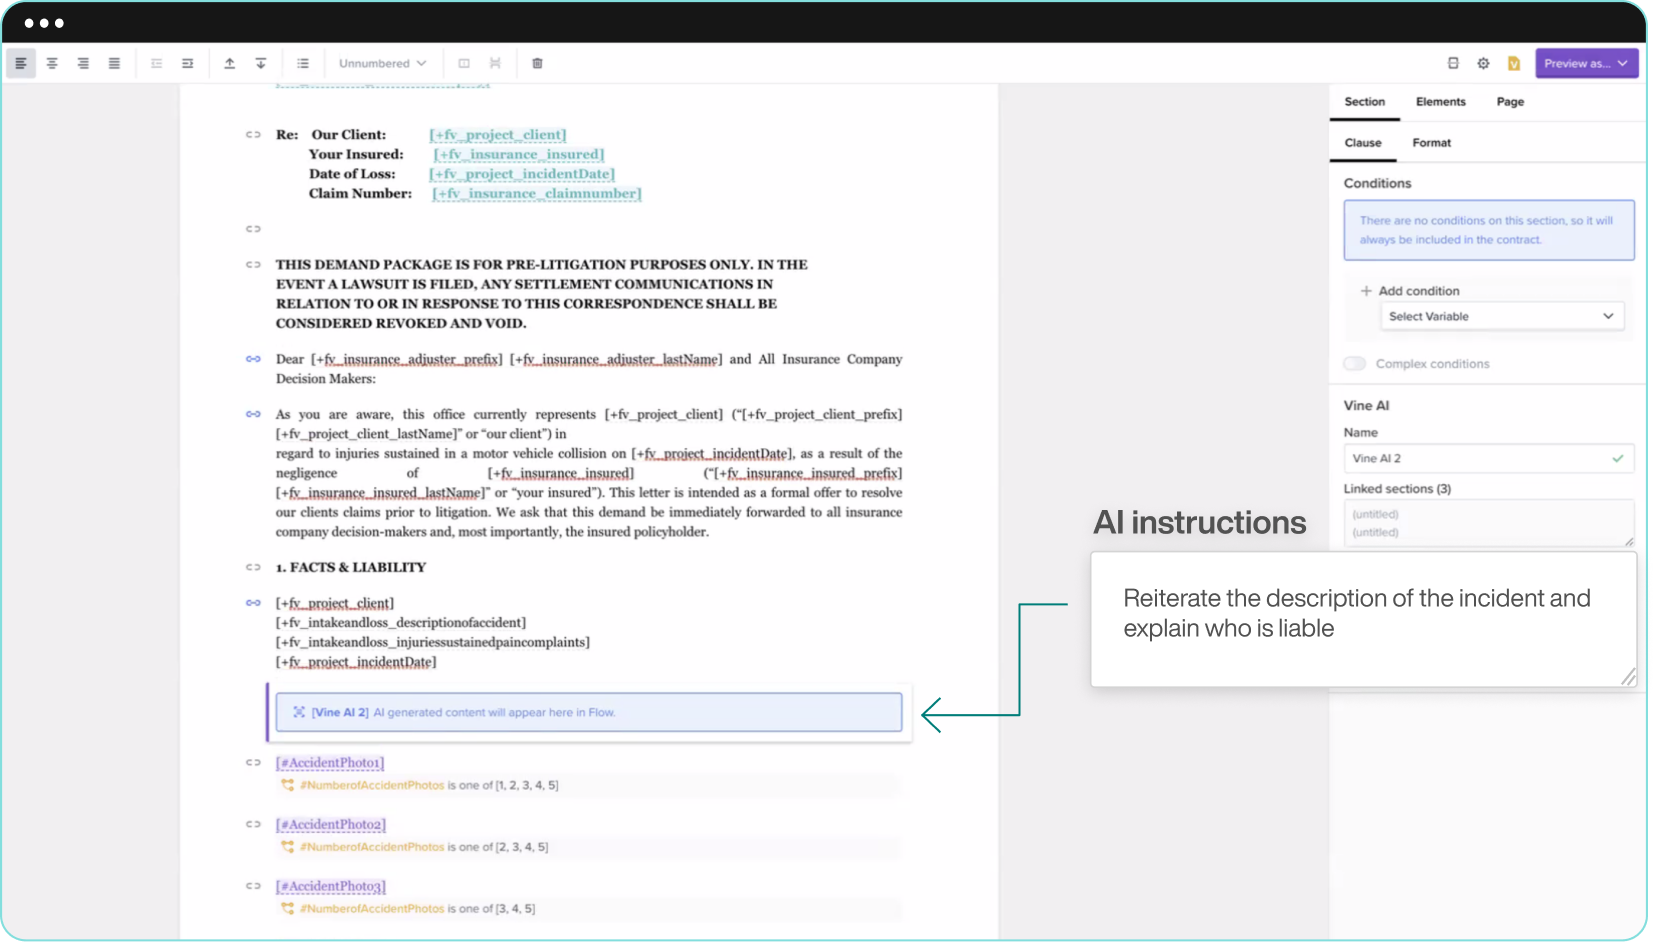 Unnumbered
Preview as...
Section Elements Page
Clause Format
Re: Our Client: [+fv_project_client]
Your Insured: [+fv_insurance_insured]
Date of Loss: [+fv_project_incidentDate]
Claim Number: [+fv_insurance_claimnumber]
THIS DEMAND PACKAGE IS FOR PRE-LITIGATION PURPOSES ONLY. IN THE
EVENT A LAWSUIT IS FILED, ANY SETTLEMENT COMMUNICATIONS IN
RELATION TO OR IN RESPONSE TO THIS CORRESPONDENCE SHALL BE
CONSIDERED REVOKED AND VOID.
Dear [+fv_insurance_adjuster_prefix] [+fv_insurance_adjuster_lastName] and All Insurance Company
Decision Makers:
As you are aware, this office currently represents [+fv_project_client] (“[+fv_project_client_prefix]
[+fv_project_client_lastName]” or “our client”) in
regard to injuries sustained in a motor vehicle collision on [+fv_project_incidentDate], as a result of the
negligence of [+fv_insurance_insured] (“[+fv_insurance_insured_prefix]
[+fv_insurance_insured_lastName]” or “your insured”). This letter is intended as a formal offer to resolve
our clients claims prior to litigation. We ask that this demand be immediately forwarded to all insurance
company decision-makers and, most importantly, the insured policyholder.
1. FACTS & LIABILITY
[+fv_project_client]
[+fv_intakeandloss_descriptionofaccident]
[+fv_intakeandloss_injuriessustainedpaincomplaints]
[+fv_project_incidentDate]
[Vine AI 2] AI generated content will appear here in Flow.
[#AccidentPhoto1]
#NumberofAccidentPhotos is one of [1, 2, 3, 4, 5]
[#AccidentPhoto2]
#NumberofAccidentPhotos is one of [2, 3, 4, 5]
[#AccidentPhoto3]
#NumberofAccidentPhotos is one of [3, 4, 5]
Conditions
There are no conditions on this section, so it will
always be included in the contract.
+ Add condition
Select Variable
Complex conditions
Vine AI
Name
Vine AI 2
Linked sections (3)
(untitled)
(untitled)
AI instructions
Reiterate the description of the incident and
explain who is liable